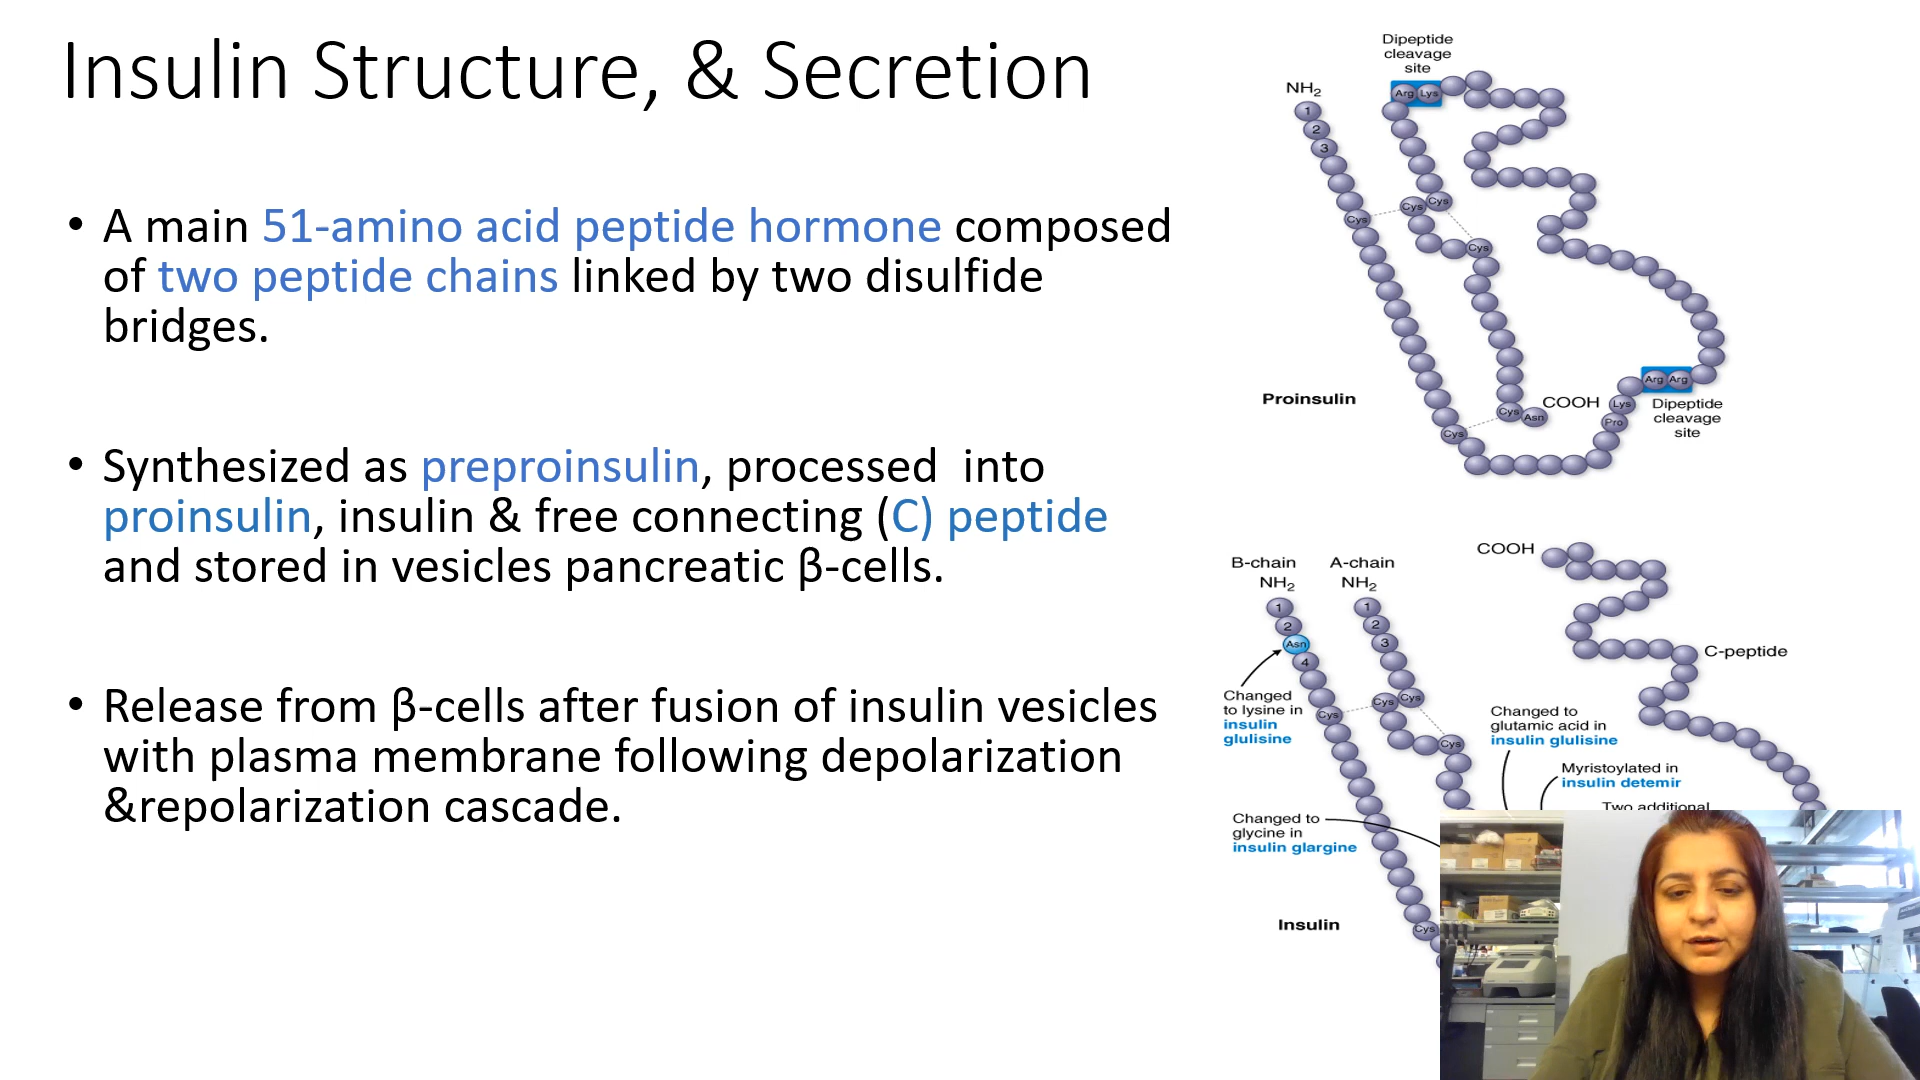 Insulin Structure, & Secretion
• A main 51-amino acid peptide hormone composed
of two peptide chains linked by two disulfide
bridges.
• Synthesized as preproinsulin, processed  into
proinsulin, insulin & free connecting (C) peptide
and stored in vesicles pancreatic β-cells.
• Release from β-cells after fusion of insulin vesicles
with plasma membrane following depolarization
&repolarization cascade.
Dipeptide
cleavage
site
NH2
Arg Lys
1
2
3
Cys
Cys
Cys
Cys
Proinsulin
Cys
Cys Asn
COOH
Lys
Pro
Arg Arg
Dipeptide
cleavage
site
B-chain
NH2
A-chain
NH2
COOH
1
2
Asn
4
1
2
3
C-peptide
Changed
to lysine in
insulin
glulisine
Cys
Cys
Cys
Cys
Changed to
glutamic acid in
insulin glulisine
Myristoylated in
insulin detemir
Two additional
Changed to
glycine in
insulin glargine
Insulin
Cys